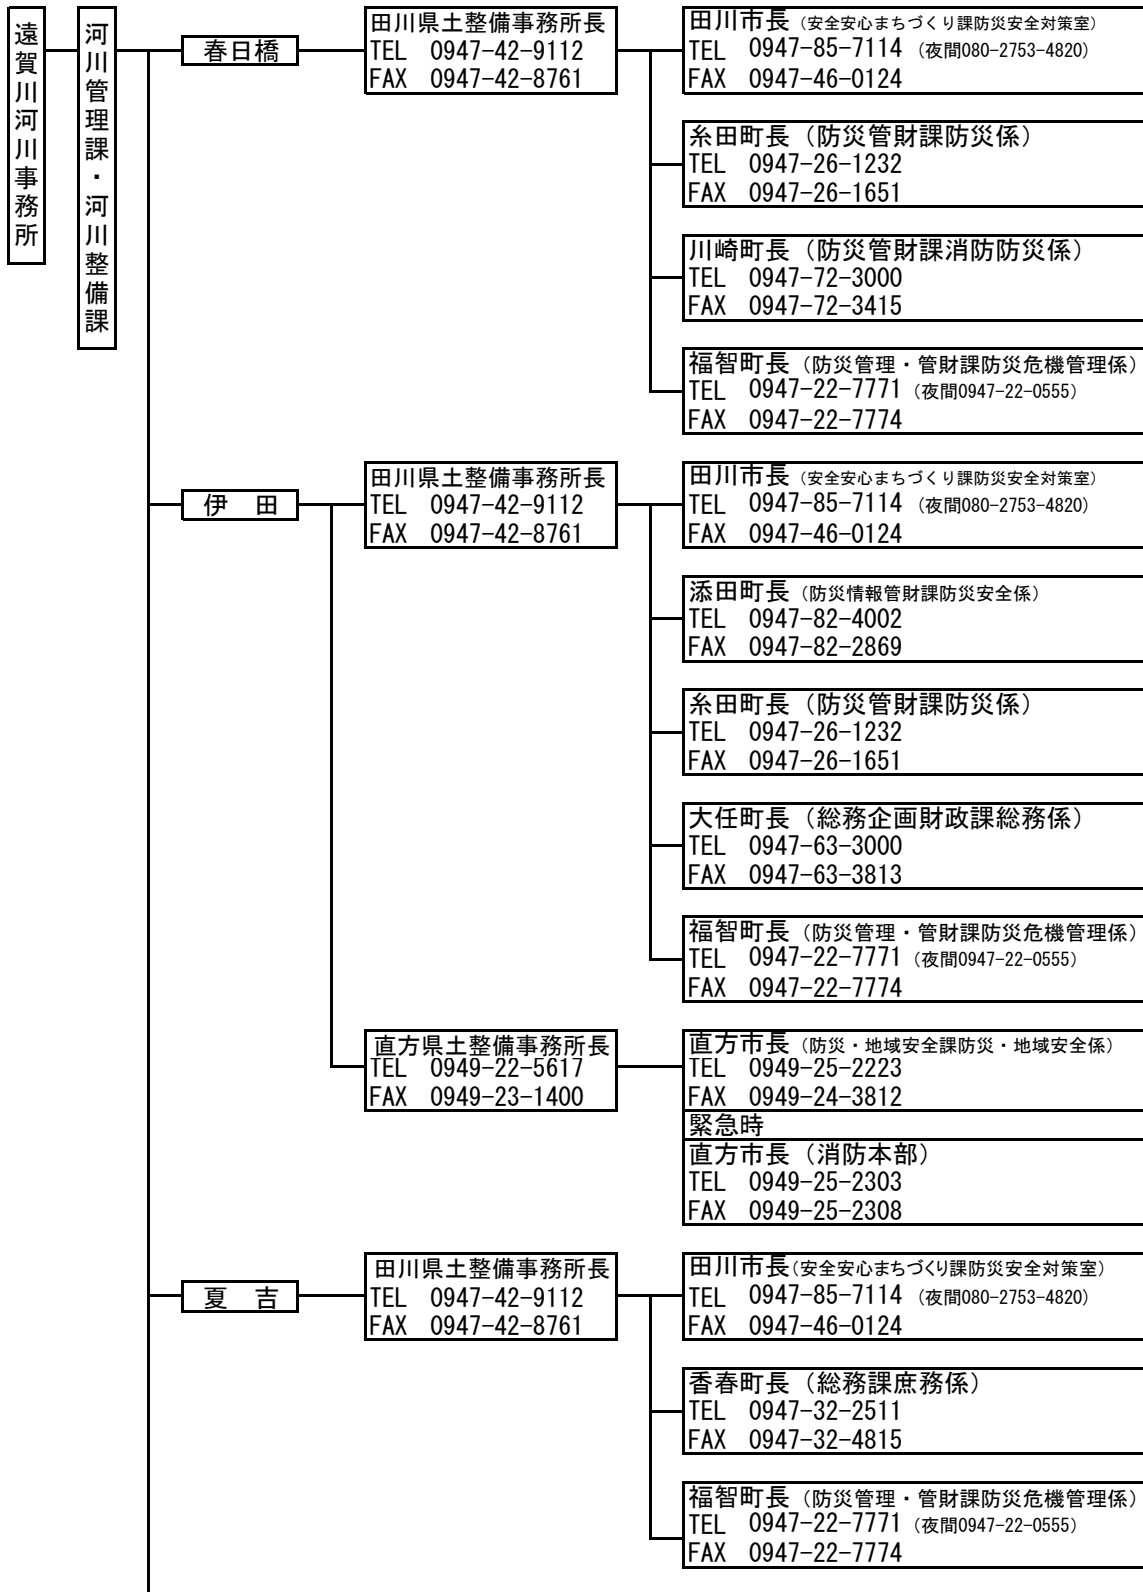 遠賀川河川事務所
河川管理課・河川整備課
春日橋
田川県土整備事務所長
TEL 0947-42-9112
FAX 0947-42-8761
田川市長（安全安心まちづくり課防災安全対策室）
TEL 0947-85-7114（夜間080-2753-4820）
FAX 0947-46-0124
糸田町長（防災管財課防災係）
TEL 0947-26-1232
FAX 0947-26-1651
川崎町長（防災管財課消防防災係）
TEL 0947-72-3000
FAX 0947-72-3415
福智町長（防災管理・管財課防災危機管理係）
TEL 0947-22-7771（夜間0947-22-0555）
FAX 0947-22-7774
伊　田
田川県土整備事務所長
TEL 0947-42-9112
FAX 0947-42-8761
田川市長（安全安心まちづくり課防災安全対策室）
TEL 0947-85-7114（夜間080-2753-4820）
FAX 0947-46-0124
添田町長（防災情報管財課防災安全係）
TEL 0947-82-4002
FAX 0947-82-2869
糸田町長（防災管財課防災係）
TEL 0947-26-1232
FAX 0947-26-1651
大任町長（総務企画財政課総務係）
TEL 0947-63-3000
FAX 0947-63-3813
福智町長（防災管理・管財課防災危機管理係）
TEL 0947-22-7771（夜間0947-22-0555）
FAX 0947-22-7774
直方県土整備事務所長
TEL 0949-22-5617
FAX 0949-23-1400
直方市長（防災・地域安全課防災・地域安全係）
TEL 0949-25-2223
FAX 0949-24-3812
緊急時
直方市長（消防本部）
TEL 0949-25-2303
FAX 0949-25-2308
夏　吉
田川県土整備事務所長
TEL 0947-42-9112
FAX 0947-42-8761
田川市長（安全安心まちづくり課防災安全対策室）
TEL 0947-85-7114（夜間080-2753-4820）
FAX 0947-46-0124
香春町長（総務課庶務係）
TEL 0947-32-2511
FAX 0947-32-4815
福智町長（防災管理・管財課防災危機管理係）
TEL 0947-22-7771（夜間0947-22-0555）
FAX 0947-22-7774